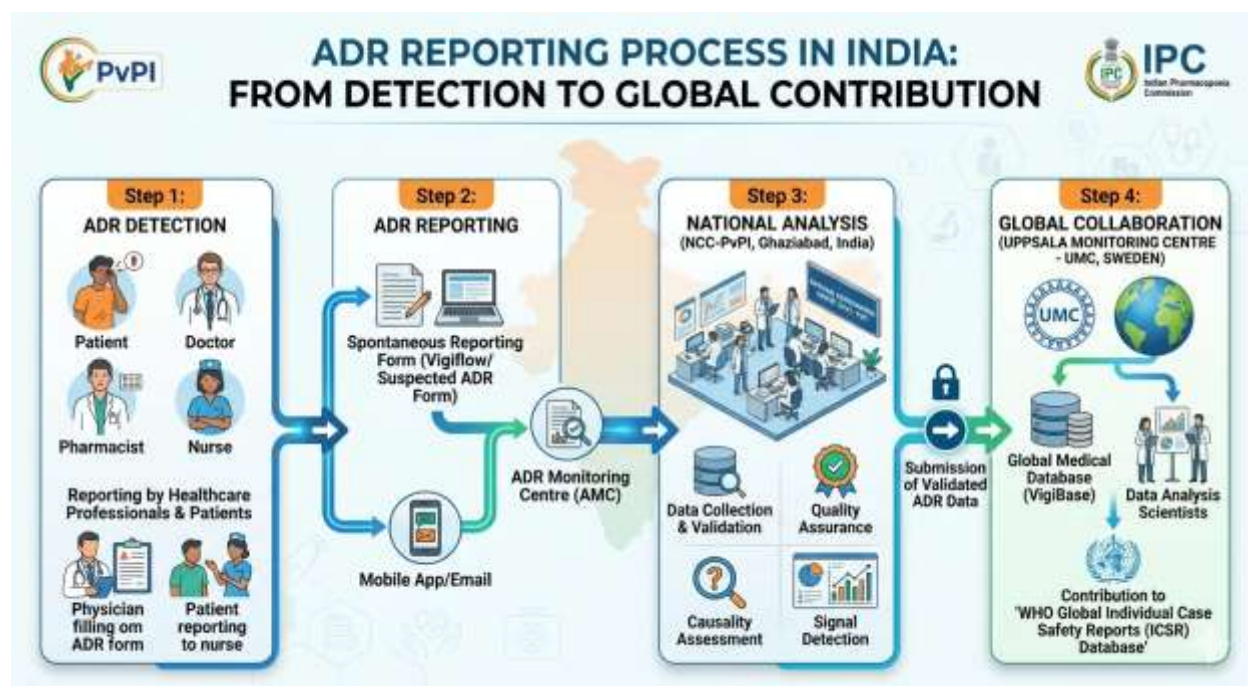 PvPI
ADR REPORTING PROCESS IN INDIA:
FROM DETECTION TO GLOBAL CONTRIBUTION
IPC
IPC
Indian Pharmacopoeia
Commission
Step 1:
ADR DETECTION
Patient
Doctor
Pharmacist
Nurse
Reporting by Healthcare
Professionals & Patients
Physician
filling om
ADR form
Patient
reporting
to nurse
Step 2:
ADR REPORTING
Spontaneous Reporting
Form (Vigiflow/
Suspected ADR
Form)
ADR Monitoring
Centre (AMC)
Mobile App/Email
Step 3:
NATIONAL ANALYSIS
(NCC-PvPI, Ghaziabad, India)
Data Collection
& Validation
Quality
Assurance
Causality
Assessment
Signal
Detection
Submission
of Validated
ADR Data
Step 4:
GLOBAL COLLABORATION
(UPPSALA MONITORING CENTRE
- UMC, SWEDEN)
UMC
Global Medical
Database
(VigiBase)
Data Analysis
Scientists
Contribution to
'WHO Global Individual Case
Safety Reports (ICSR)
Database'